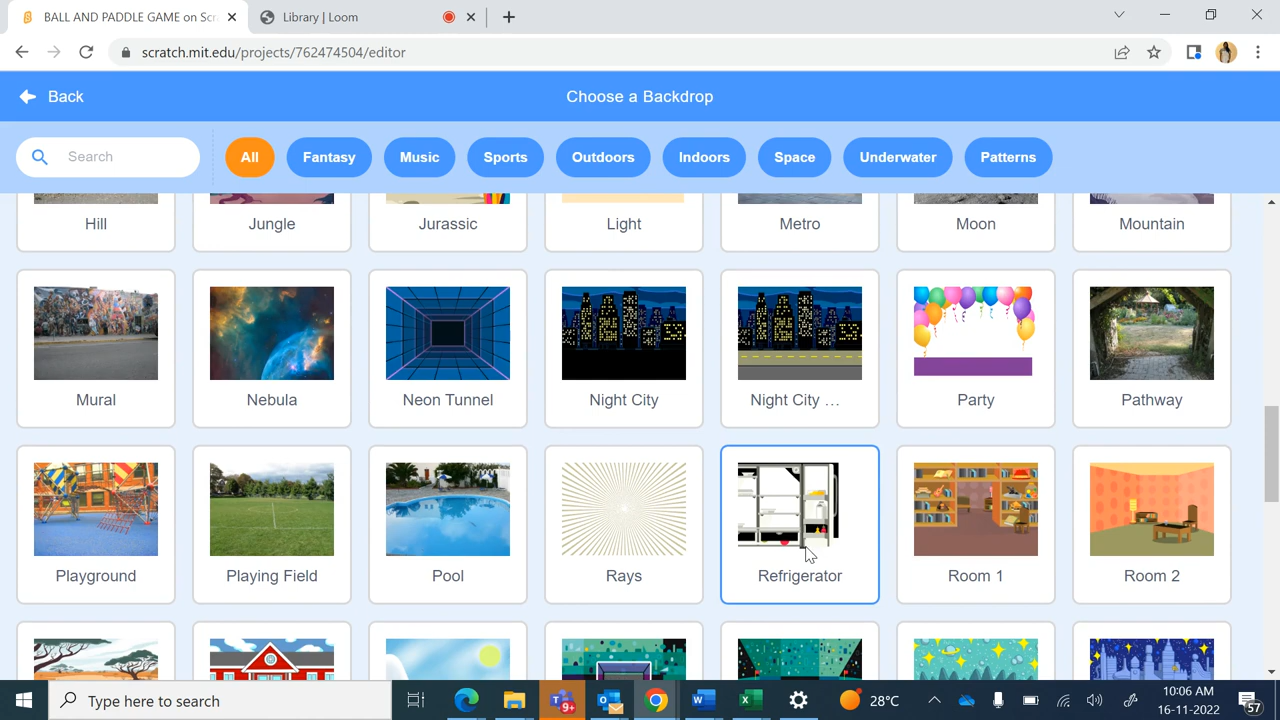 BALL AND PADDLE GAME on Scr
Library | Loom
scratch.mit.edu/projects/762474504/editor
Back
Choose a Backdrop
Search
All
Fantasy
Music
Sports
Outdoors
Indoors
Space
Underwater
Patterns
Hill
Jungle
Jurassic
Light
Metro
Moon
Mountain
Mural
Nebula
Neon Tunnel
Night City
Night City ...
Party
Pathway
Playground
Playing Field
Pool
Rays
Refrigerator
Room 1
Room 2
Type here to search
9+
28°C
10:06 AM
16-11-2022
57